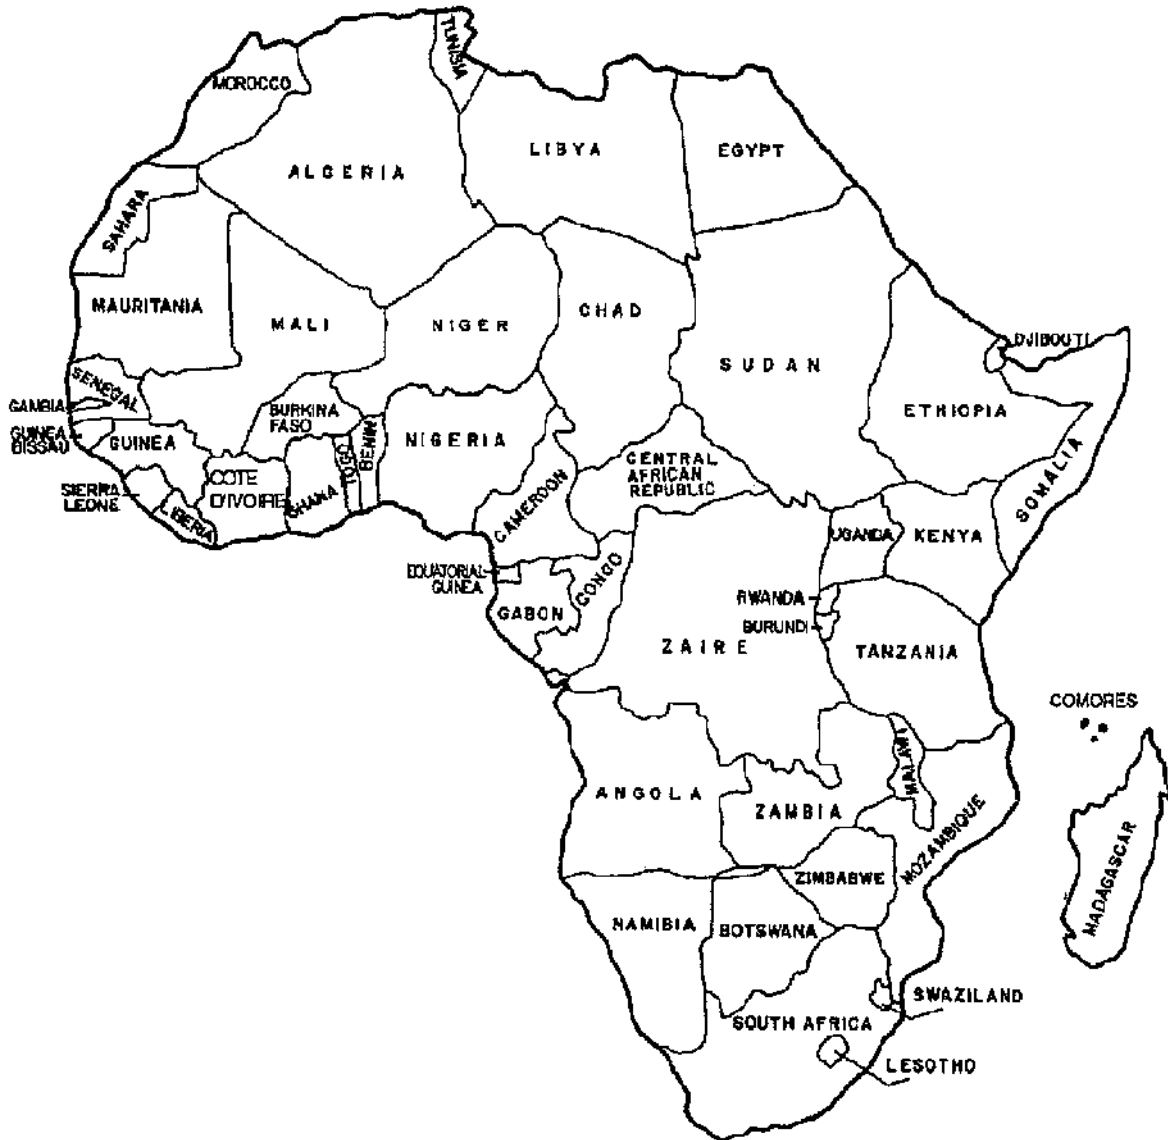 TUNISIA
MOROCCO
LIBYA
EGYPT
ALGERIA
SAHARA
MAURITANIA
MALI
NIGER
CHAD
SUDAN
DJIBOUTI
SENEGAL
GAMBIA
BURKINA
FASO
ETHIOPIA
GUINEA
BISSAU
GUINEA
NIGERIA
BENIN
TOGO
CENTRAL
AFRICAN
REPUBLIC
SOMALIA
COTE
D'IVOIRE
GHANA
SIERRA
LEONE
LIBERIA
CAMEROON
UGANDA
KENYA
EQUATORIAL
GUINEA
CONGO
GABON
RWANDA
BURUNDI
ZAIRE
TANZANIA
COMORES
MALAWI
ANGOLA
ZAMBIA
MOZAMBIQUE
ZIMBABWE
MADAGASCAR
NAMIBIA
BOTSWANA
SWAZILAND
SOUTH AFRICA
LESOTHO